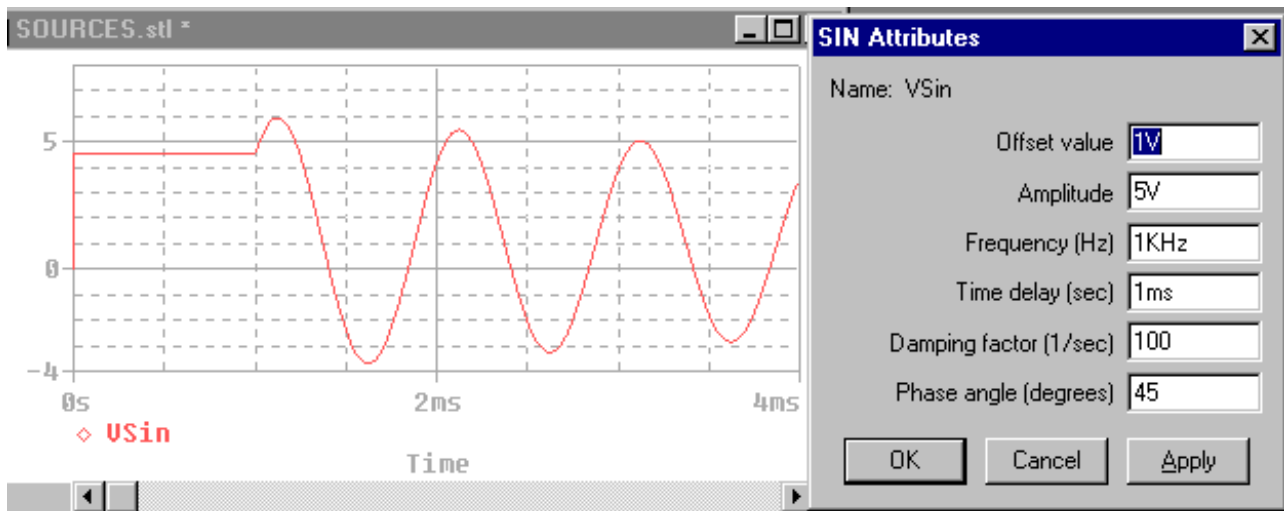 SOURCES.stl *
5
0
-4
0s
2ms
4ms
◇ VSin
Time
SIN Attributes
Name: VSin
Offset value 1V
Amplitude 5V
Frequency (Hz) 1KHz
Time delay (sec) 1ms
Damping factor (1/sec) 100
Phase angle (degrees) 45
OK
Cancel
Apply